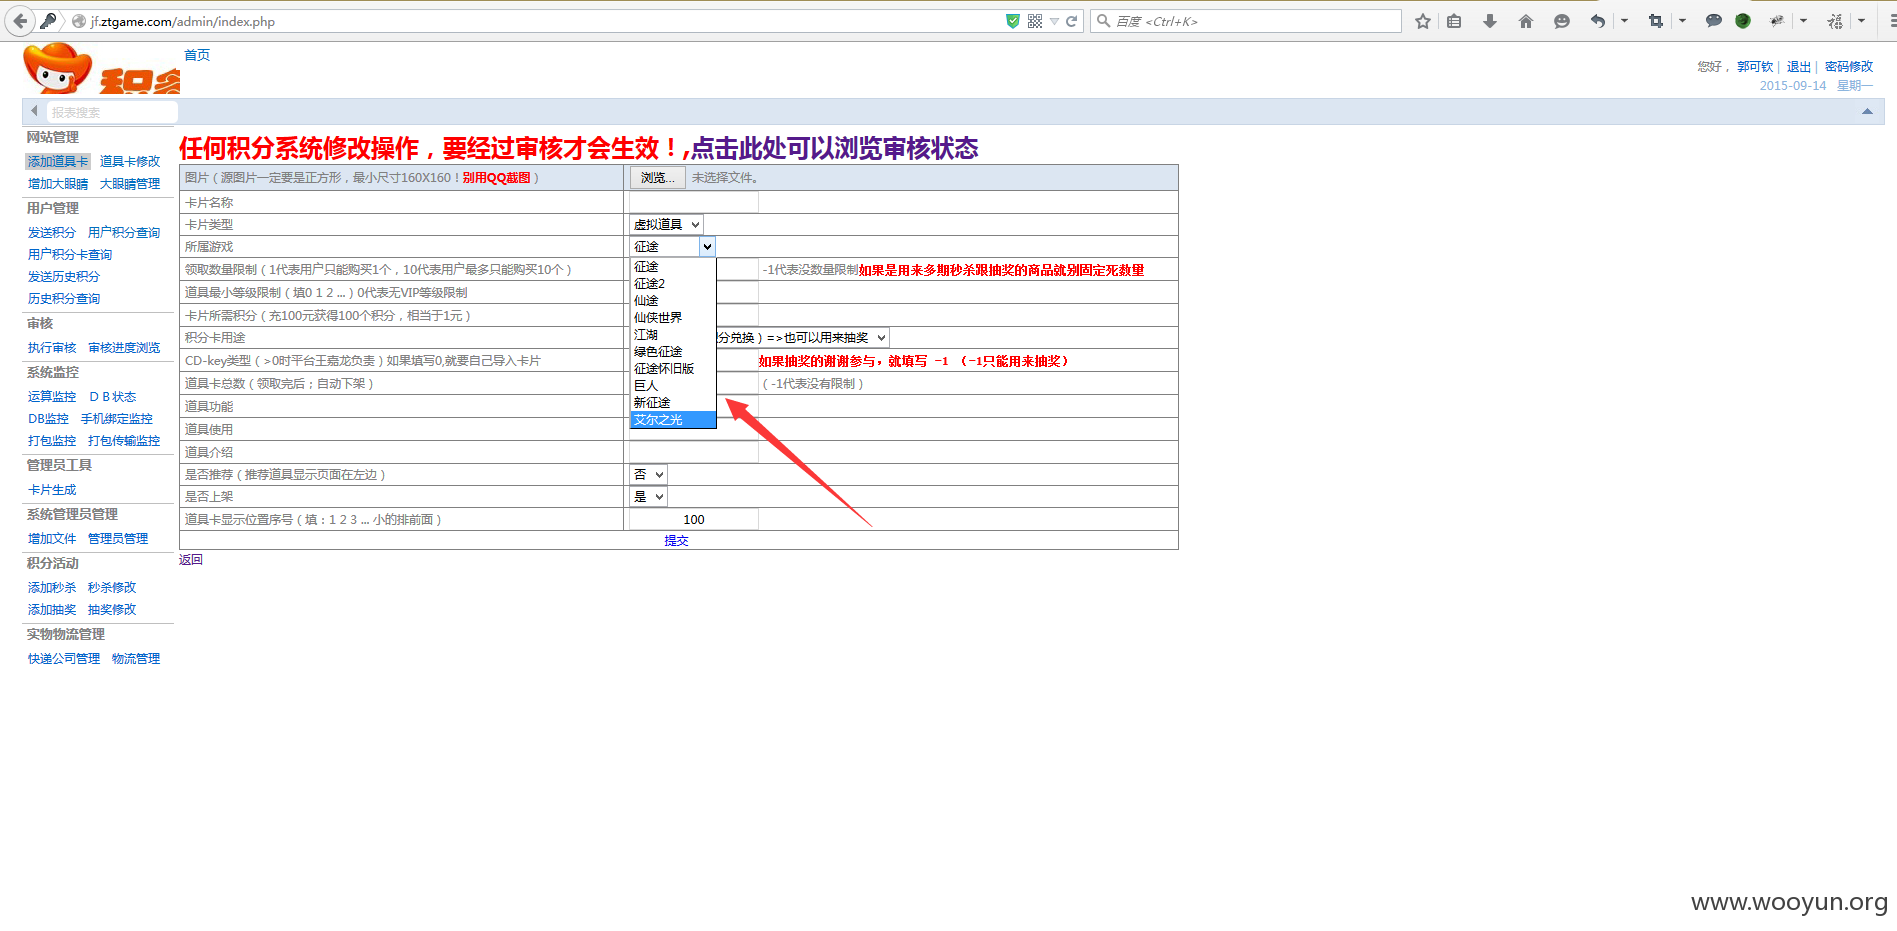 jf.ztgame.com/admin/index.php
百度 <Ctrl+K>
首页
您好， 郭可钦 | 退出 | 密码修改
2015-09-14 星期一
报表搜索
网站管理
添加道具卡 道具卡修改
增加大眼睛 大眼睛管理
用户管理
发送积分 用户积分查询
用户积分卡查询
发送历史积分
历史积分查询
审核
执行审核 审核进度浏览
系统监控
运算监控 ＤＢ状态
DB监控 手机绑定监控
打包监控 打包传输监控
管理员工具
卡片生成
系统管理员管理
增加文件 管理员管理
积分活动
添加秒杀 秒杀修改
添加抽奖 抽奖修改
实物物流管理
快递公司管理 物流管理
任何积分系统修改操作，要经过审核才会生效！,点击此处可以浏览审核状态
图片（源图片一定要是正方形，最小尺寸160X160！别用QQ截图） 浏览... 未选择文件。
卡片名称
卡片类型 虚拟道具
所属游戏 征途
征途
征途2
仙途
仙侠世界
江湖
绿色征途
征途怀旧版
巨人
新征途
艾尔之光
领取数量限制（1代表用户只能购买1个，10代表用户最多只能购买10个） -1代表没数量限制如果是用来多期秒杀跟抽奖的商品就别固定死数量
道具最小等级限制（填0 1 2 ...）0代表无VIP等级限制
卡片所需积分（充100元获得100个积分，相当于1元）
积分卡用途 分兑换）=>也可以用来抽奖
CD-key类型（>0时平台王嘉龙负责）如果填写0,就要自己导入卡片 如果抽奖的谢谢参与，就填写 -1 （-1只能用来抽奖）
道具卡总数（领取完后；自动下架） （-1代表没有限制）
道具功能
道具使用
道具介绍
是否推荐（推荐道具显示页面在左边） 否
是否上架 是
道具卡显示位置序号（填：1 2 3 ... 小的排前面） 100
提交
返回
www.wooyun.org